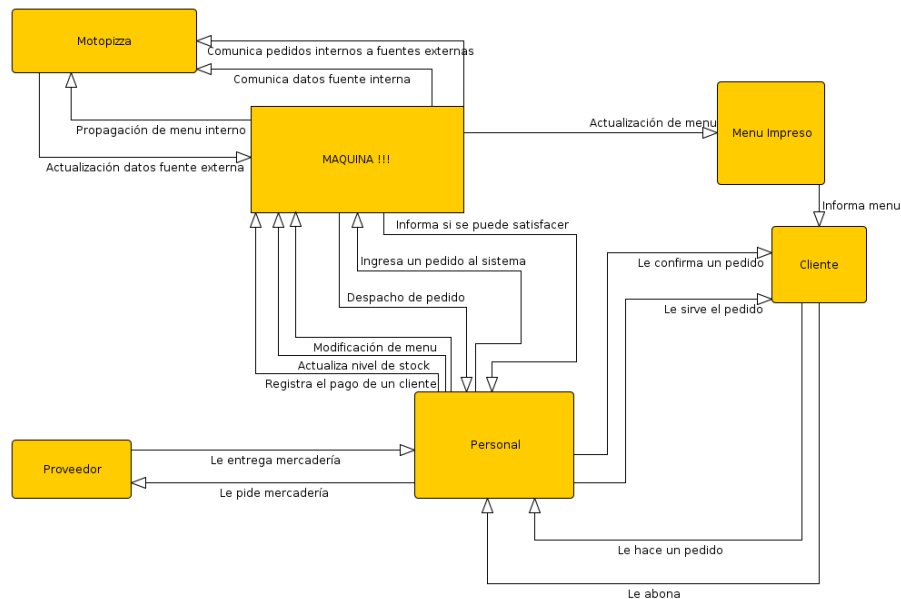 Motopizza
Comunica pedidos internos a fuentes externas
Comunica datos fuente interna
Propagación de menu interno
Actualización datos fuente externa
MAQUINA !!!
Actualización de menu
Menu Impreso
Informa menu
Informa si se puede satisfacer
Ingresa un pedido al sistema
Le confirma un pedido
Cliente
Despacho de pedido
Le sirve el pedido
Modificación de menu
Actualiza nivel de stock
Registra el pago de un cliente
Personal
Proveedor
Le entrega mercadería
Le pide mercadería
Le hace un pedido
Le abona